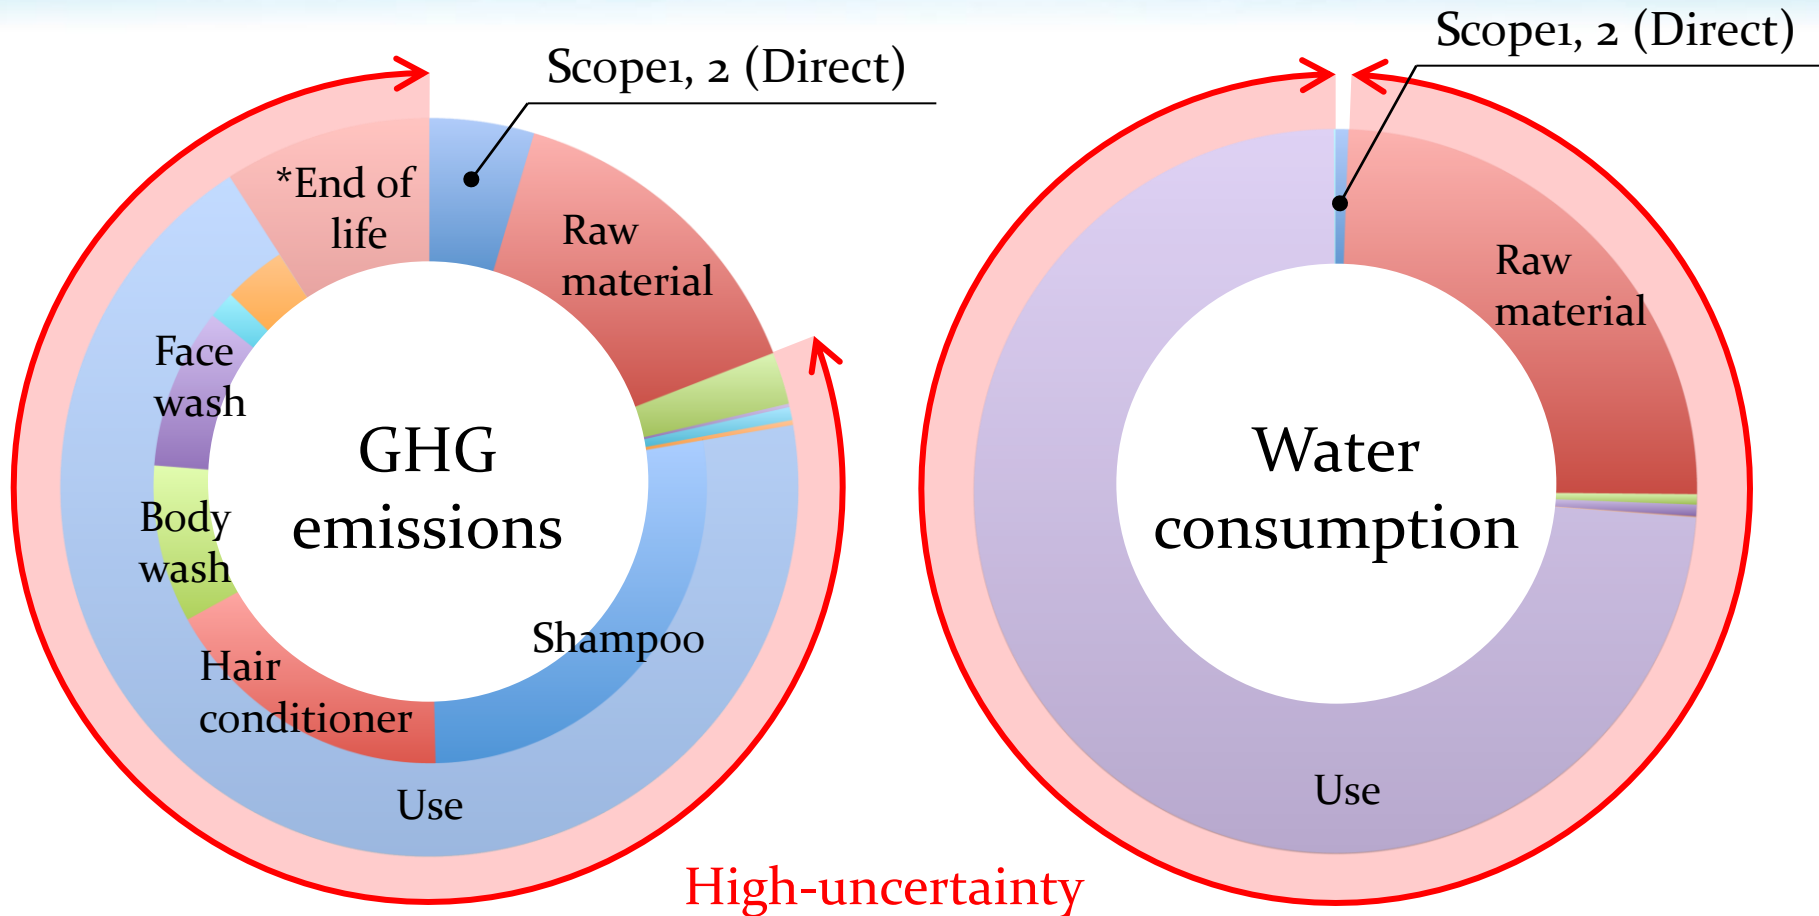 Scope1, 2 (Direct)
*End of
life
Raw
material
Face
wash
GHG
emissions
Body
wash
Shampoo
Hair
conditioner
Use
Scope1, 2 (Direct)
Raw
material
Water
consumption
Use
High-uncertainty